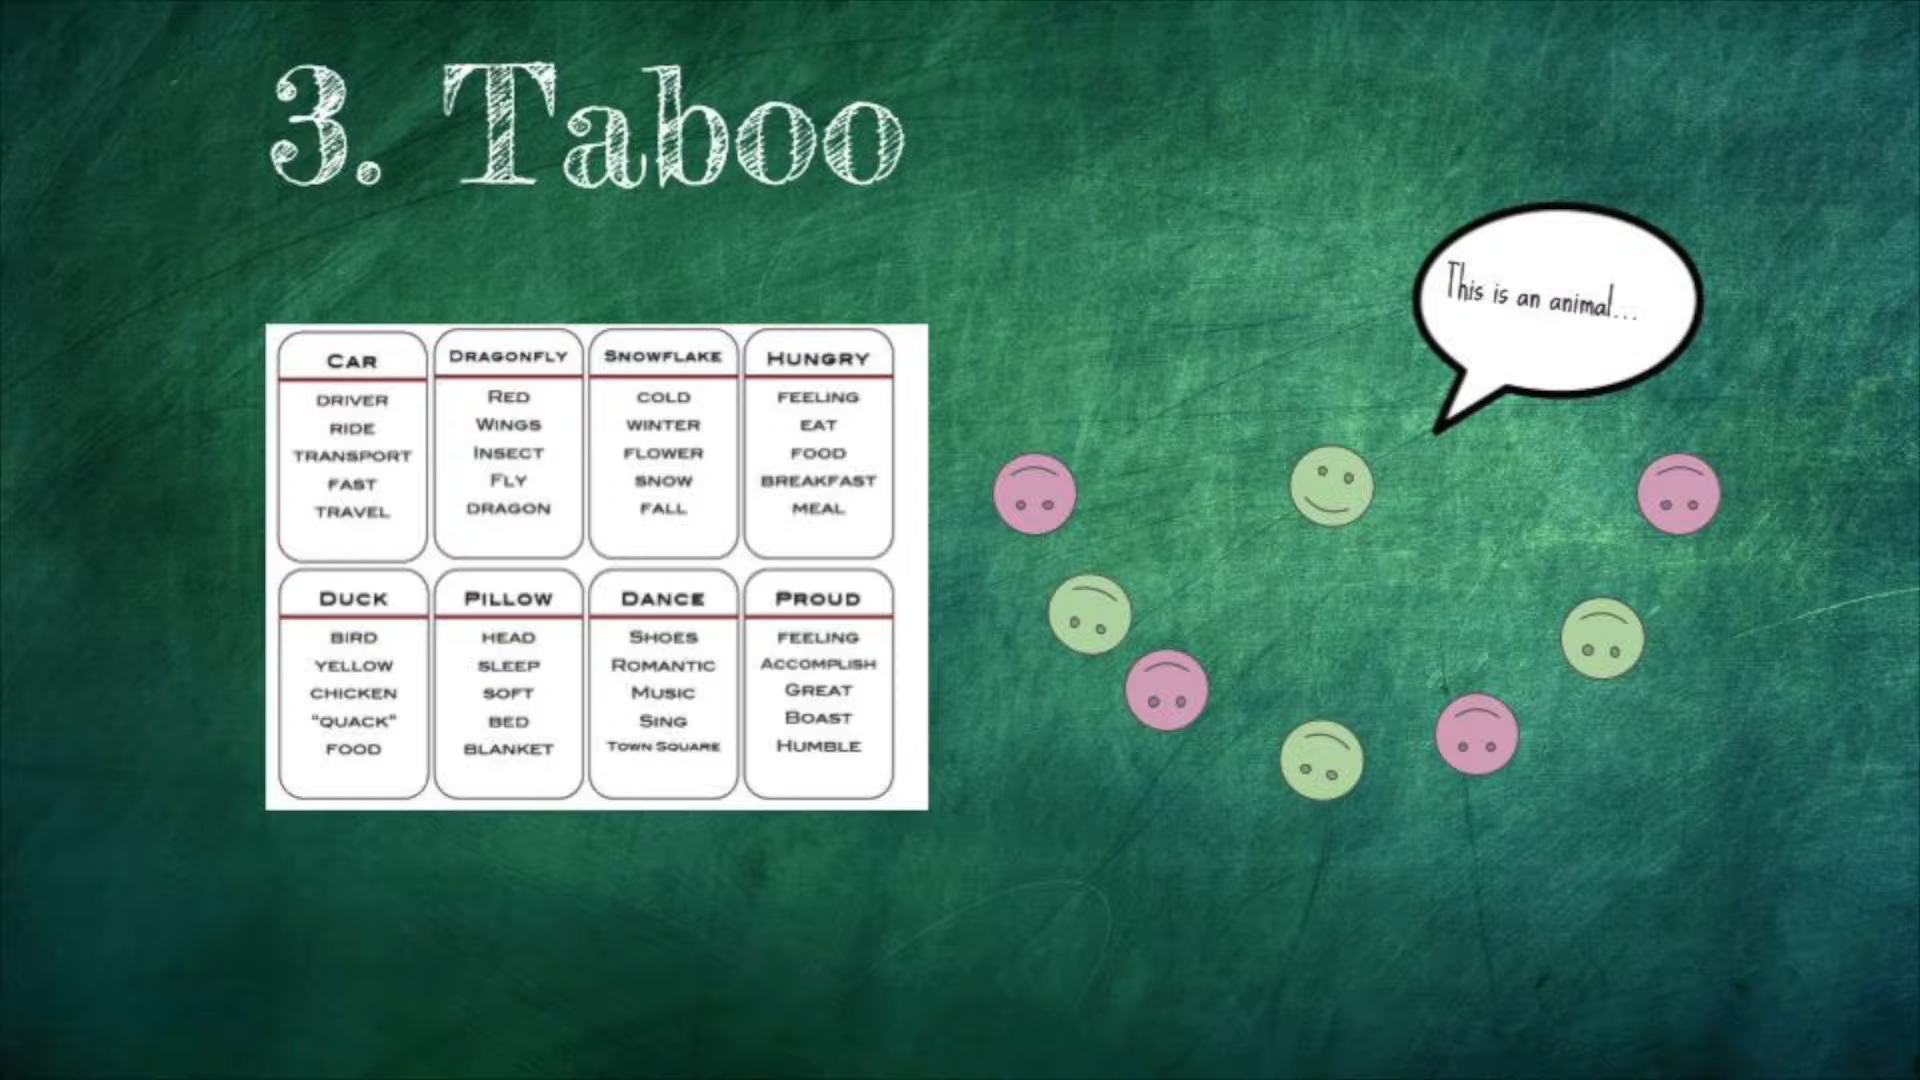 3. Taboo
This is an animal...
CAR
DRIVER
RIDE
TRANSPORT
FAST
TRAVEL
DRAGONFLY
RED
WINGS
INSECT
FLY
DRAGON
SNOWFLAKE
COLD
WINTER
FLOWER
SNOW
FALL
HUNGRY
FEELING
EAT
FOOD
BREAKFAST
MEAL
DUCK
BIRD
YELLOW
CHICKEN
"QUACK"
FOOD
PILLOW
HEAD
SLEEP
SOFT
BED
BLANKET
DANCE
SHOES
ROMANTIC
MUSIC
SING
TOWN SQUARE
PROUD
FEELING
ACCOMPLISH
GREAT
BOAST
HUMBLE